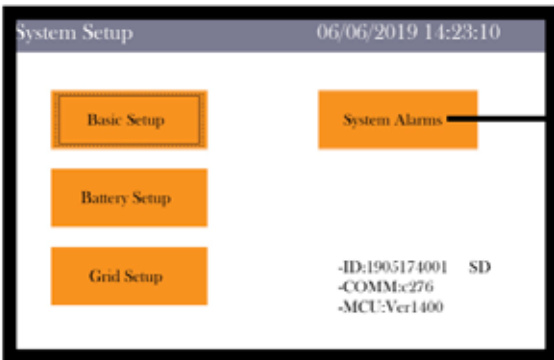 System Setup 06/06/2019 14:23:10
Basic Setup System Alarms
Battery Setup
Grid Setup
-ID:1905174001 SD
-COMM:c276
-MCU:Ver1400